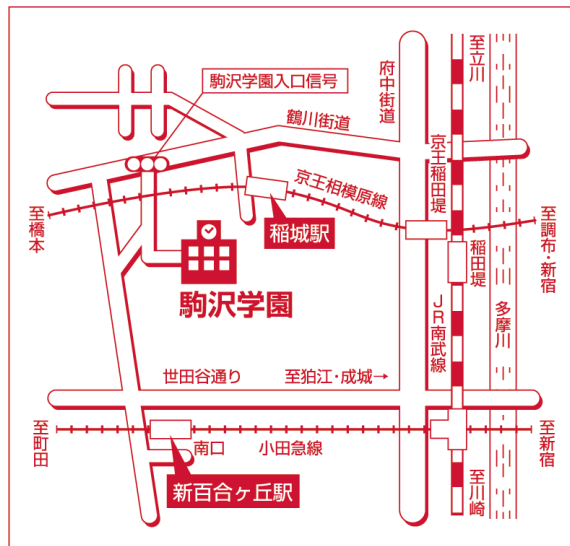 駒沢学園入口信号
府中街道
至立川
鶴川街道
京王稲田堤
京王相模原線
至橋本
稲城駅
至調布・新宿
稲田堤
駒沢学園
JR南武線
多摩川
世田谷通り
至狛江・成城→
至町田
南口
小田急線
至新宿
新百合ヶ丘駅
至川崎